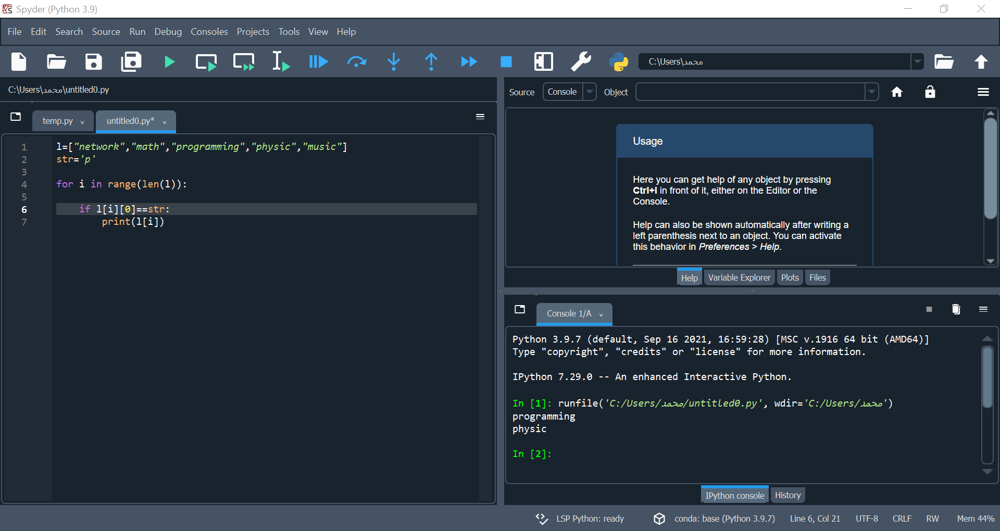 Spyder (Python 3.9)
File Edit Search Source Run Debug Consoles Projects Tools View Help
C:\Users\محمد
C:\Users\محمد\untitled0.py
temp.py untitled0.py*
1 l=["network","math","programming","physic","music"]
2 str='p'
3
4 for i in range(len(l)):
5
6 if l[i][0]==str:
7 print(l[i])
Source Console Object
Usage
Here you can get help of any object by pressing
Ctrl+I in front of it, either on the Editor or the
Console.
Help can also be shown automatically after writing a
left parenthesis next to an object. You can activate
this behavior in Preferences > Help.
Help Variable Explorer Plots Files
Console 1/A
Python 3.9.7 (default, Sep 16 2021, 16:59:28) [MSC v.1916 64 bit (AMD64)]
Type "copyright", "credits" or "license" for more information.
IPython 7.29.0 -- An enhanced Interactive Python.
In [1]: runfile('C:/Users/محمد/untitled0.py', wdir='C:/Users/محمد')
programming
physic
In [2]:
IPython console History
LSP Python: ready conda: base (Python 3.9.7) Line 6, Col 21 UTF-8 CRLF RW Mem 44%